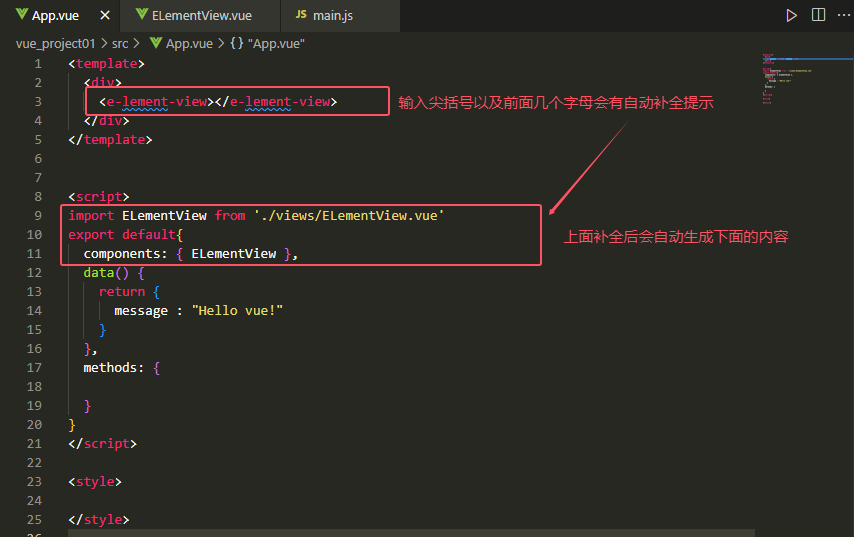 App.vue × ELementView.vue JS main.js
vue_project01 > src > App.vue > {} "App.vue"
1 <template>
2 <div>
3 <e-lement-view></e-lement-view> 输入尖括号以及前面几个字母会有自动补全提示
4 </div>
5 </template>
6
7
8 <script>
9 import ELementView from './views/ELementView.vue'
10 export default{ 上面补全后会自动生成下面的内容
11 components: { ELementView },
12 data() {
13 return {
14 message : "Hello vue!"
15 }
16 },
17 methods: {
18
19 }
20 }
21 </script>
22
23 <style>
24
25 </style>